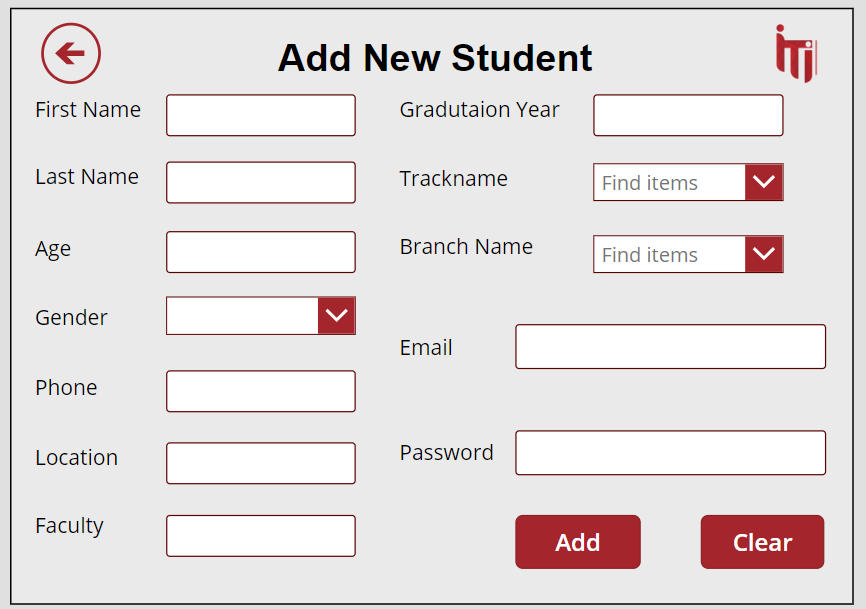 Add New Student
iTi
First Name
Gradutaion Year
Last Name
Trackname
Find items
Age
Branch Name
Find items
Gender
Email
Phone
Location
Password
Faculty
Add
Clear